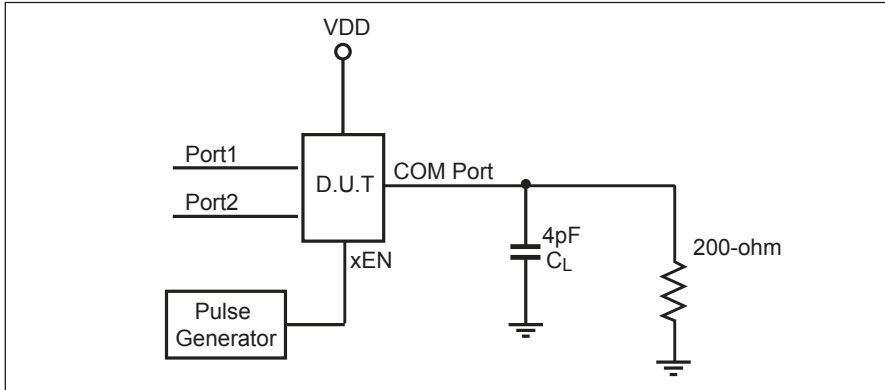 VDD
Port1
D.U.T
COM Port
Port2
4pF
CL
200-ohm
xEN
Pulse
Generator